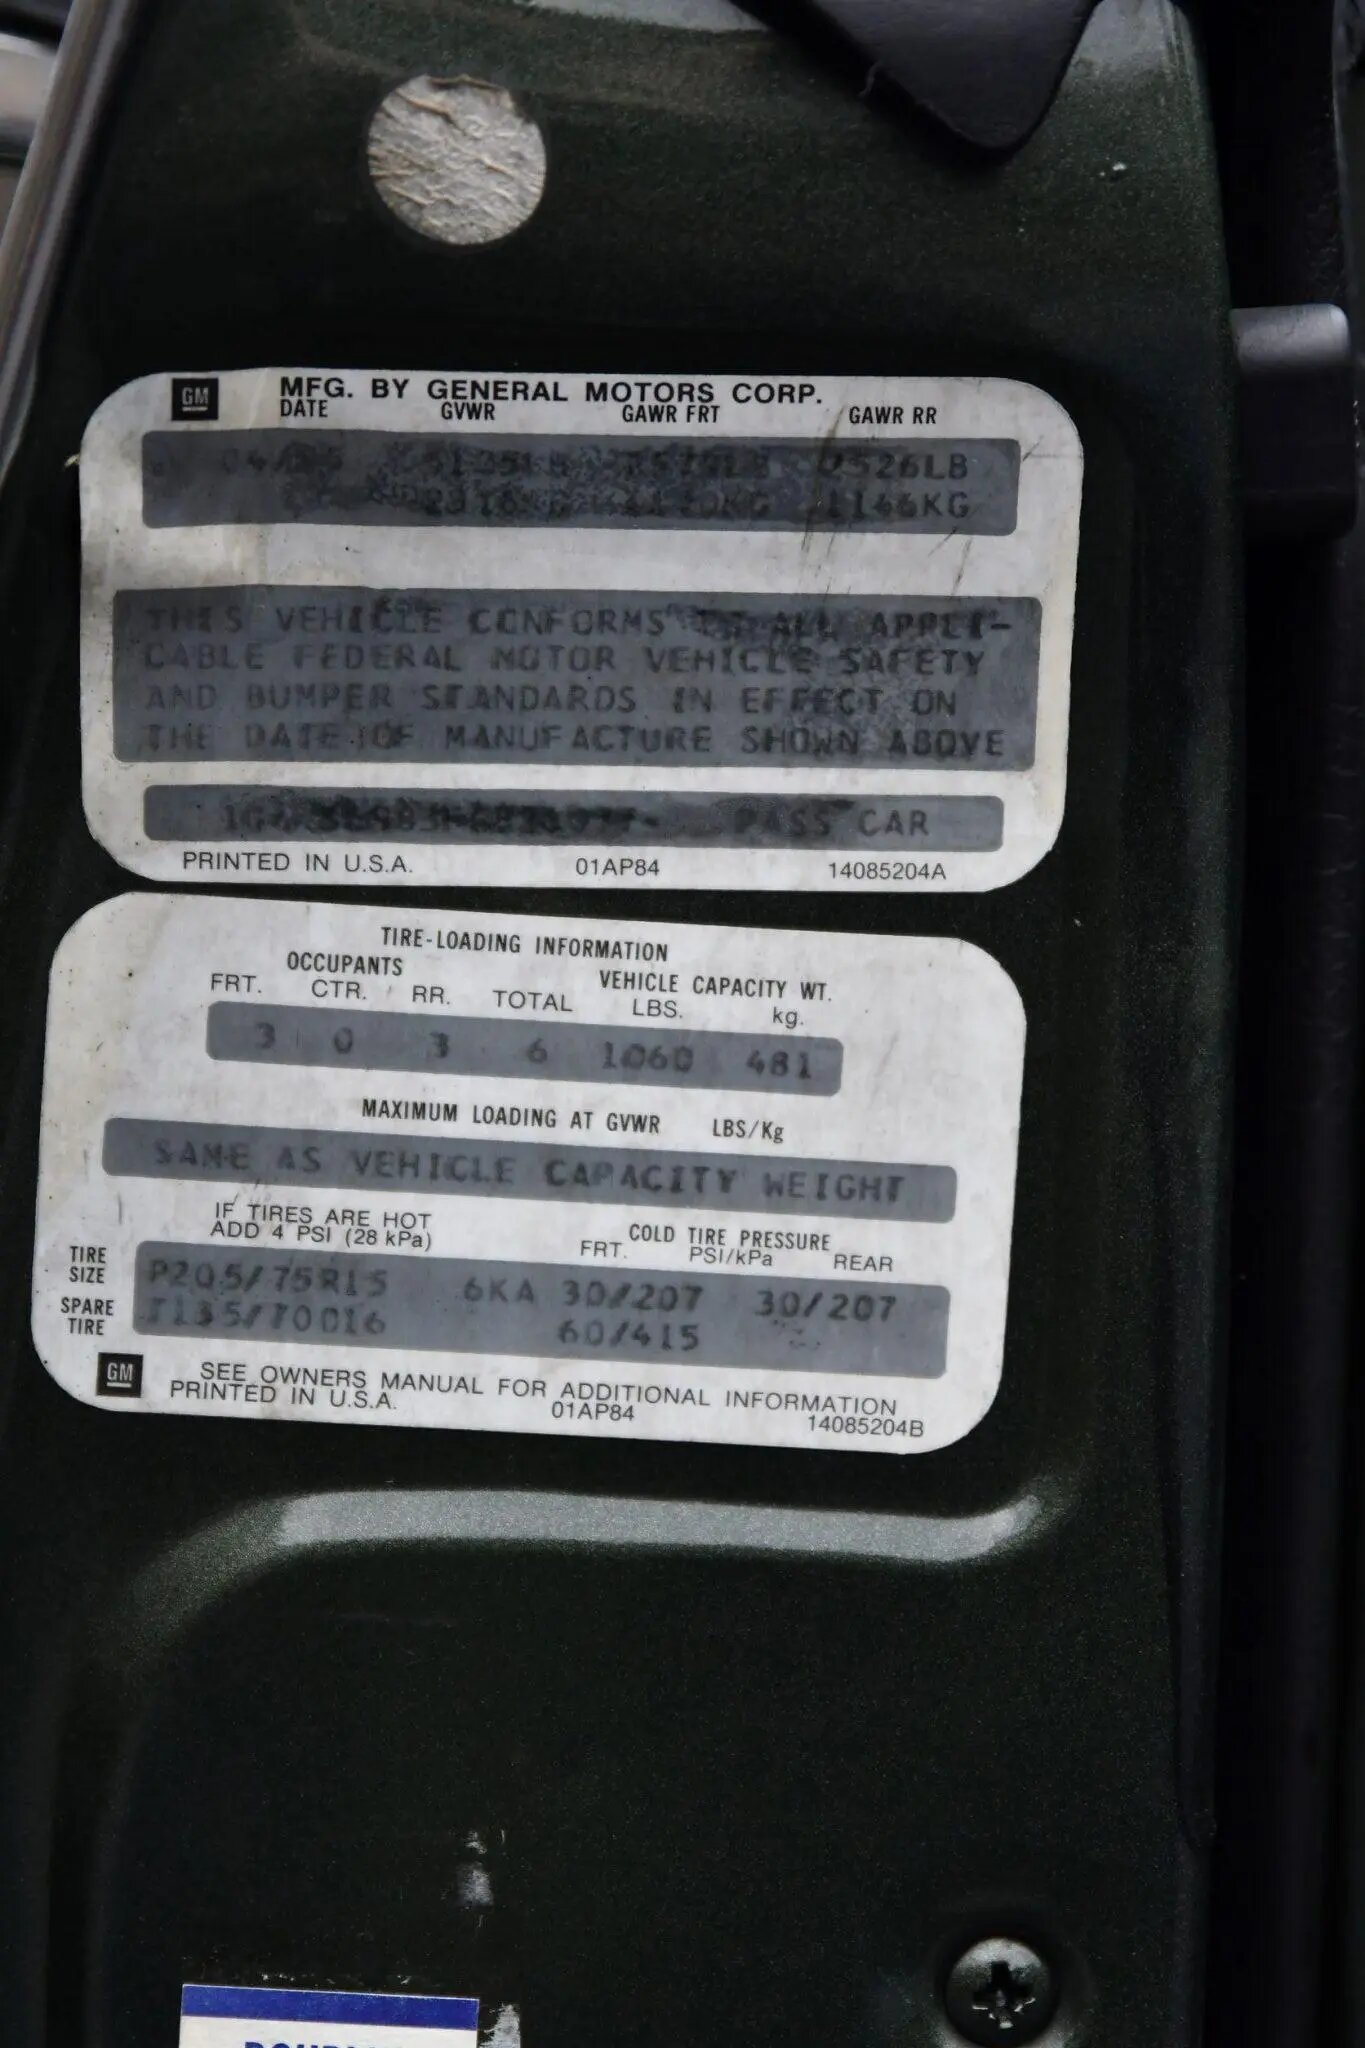 GM MFG. BY GENERAL MOTORS CORP.
DATE GVWR GAWR FRT GAWR RR
2526LB
1146KG
THIS VEHICLE CONFORMS TO ALL APPLI-
CABLE FEDERAL MOTOR VEHICLE SAFETY
AND BUMPER STANDARDS IN EFFECT ON
THE DATE OF MANUFACTURE SHOWN ABOVE
PASS CAR
PRINTED IN U.S.A. 01AP84 14085204A
TIRE-LOADING INFORMATION
OCCUPANTS VEHICLE CAPACITY WT.
FRT. CTR. RR. TOTAL LBS. kg.
3 0 3 6 1060 481
MAXIMUM LOADING AT GVWR LBS/Kg
SAME AS VEHICLE CAPACITY WEIGHT
IF TIRES ARE HOT
ADD 4 PSI (28 kPa)
COLD TIRE PRESSURE
FRT. PSI/kPa REAR
TIRE SIZE P205/75R15 6KA 30/207 30/207
SPARE TIRE T135/70D16 60/415
GM SEE OWNERS MANUAL FOR ADDITIONAL INFORMATION
PRINTED IN U.S.A. 01AP84 14085204B